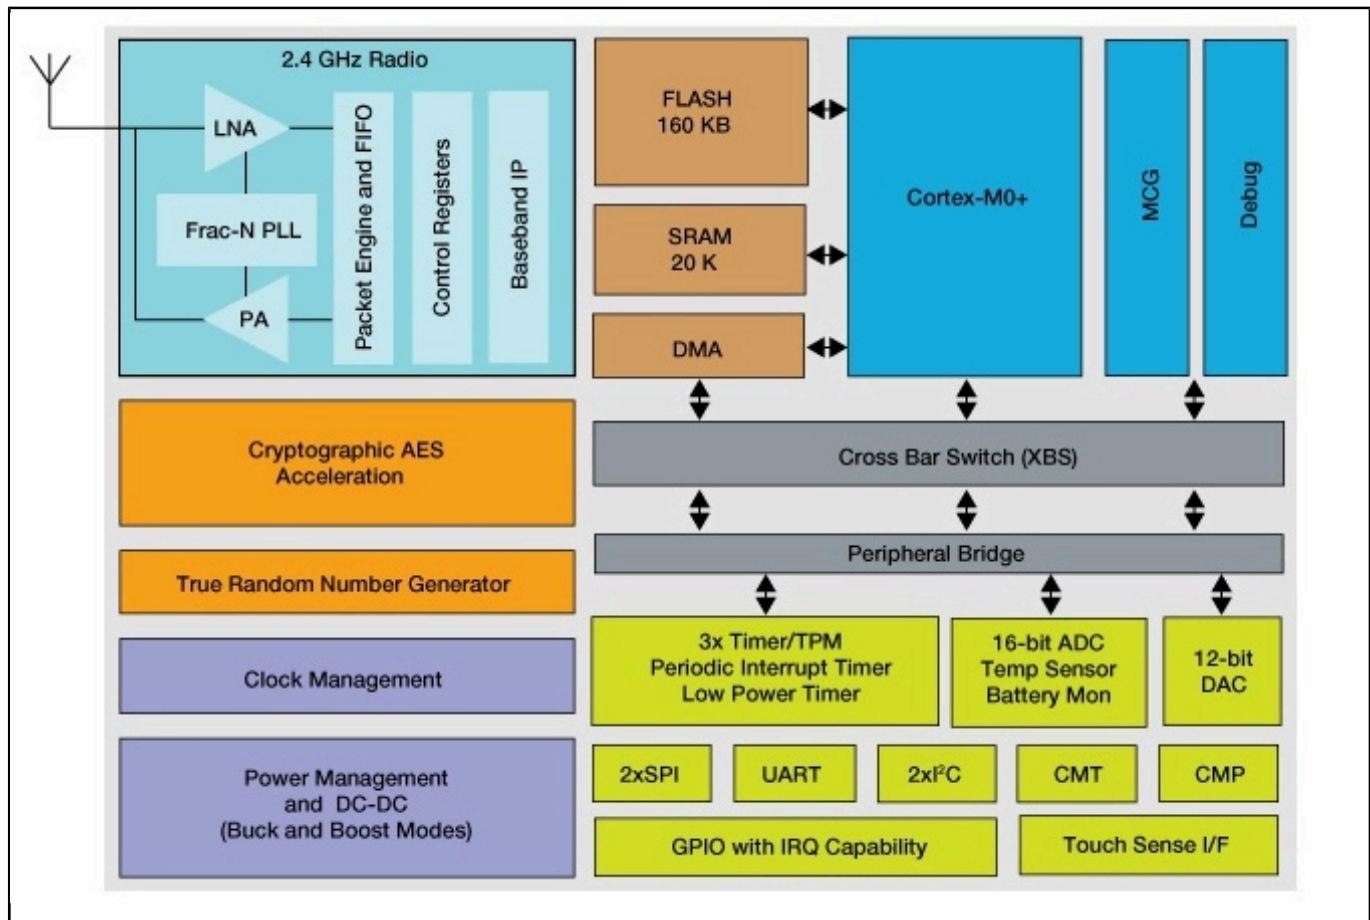 2.4 GHz Radio
LNA
Frac-N PLL
PA
Packet Engine and FIFO
Control Registers
Baseband IP
FLASH
160 KB
SRAM
20 K
DMA
Cortex-M0+
MCG
Debug
Cryptographic AES
Acceleration
Cross Bar Switch (XBS)
True Random Number Generator
Peripheral Bridge
Clock Management
3x Timer/TPM
Periodic Interrupt Timer
Low Power Timer
16-bit ADC
Temp Sensor
Battery Mon
12-bit
DAC
Power Management
and DC-DC
(Buck and Boost Modes)
2xSPI
UART
2xI²C
CMT
CMP
GPIO with IRQ Capability
Touch Sense I/F